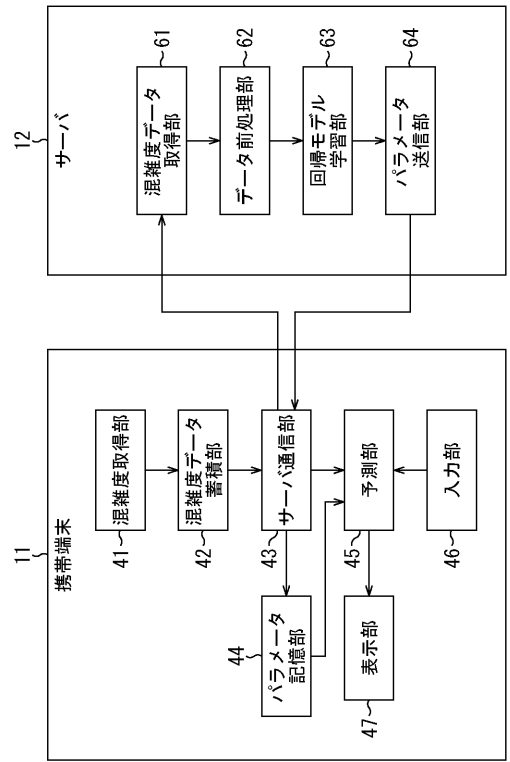 11
携帯端末
41
混雑度取得部
42
混雑度データ
蓄積部
43
サーバ通信部
44
パラメータ
記憶部
45
予測部
46
入力部
47
表示部
12
サーバ
61
混雑度データ
取得部
62
データ前処理部
63
回帰モデル
学習部
64
パラメータ
送信部